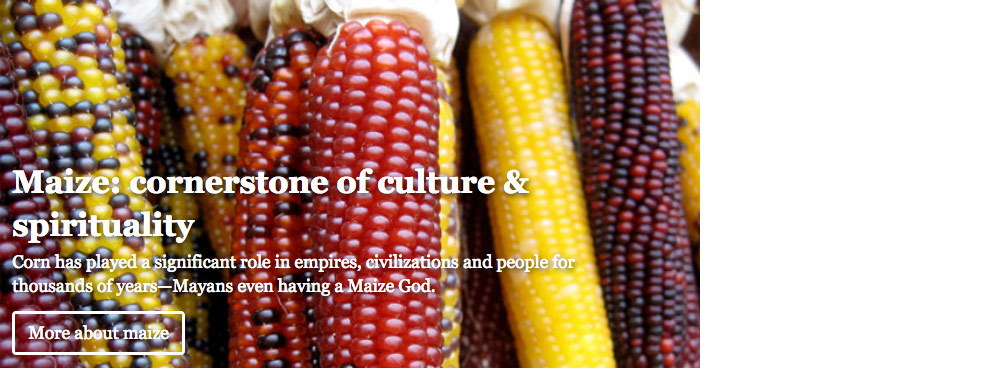 Maize: cornerstone of culture &
spirituality
Corn has played a significant role in empires, civilizations and people for
thousands of years—Mayans even having a Maize God.
More about maize